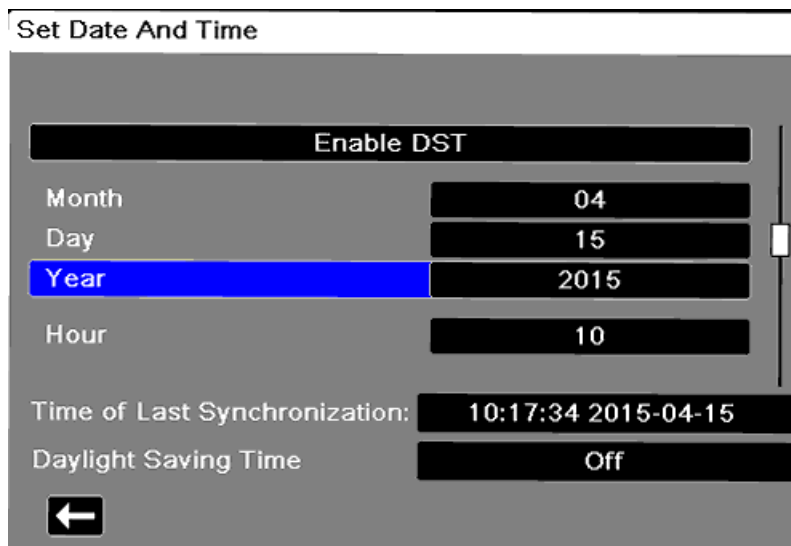 Set Date And Time
Enable DST
Month 04
Day 15
Year 2015
Hour 10
Time of Last Synchronization: 10:17:34 2015-04-15
Daylight Saving Time Off